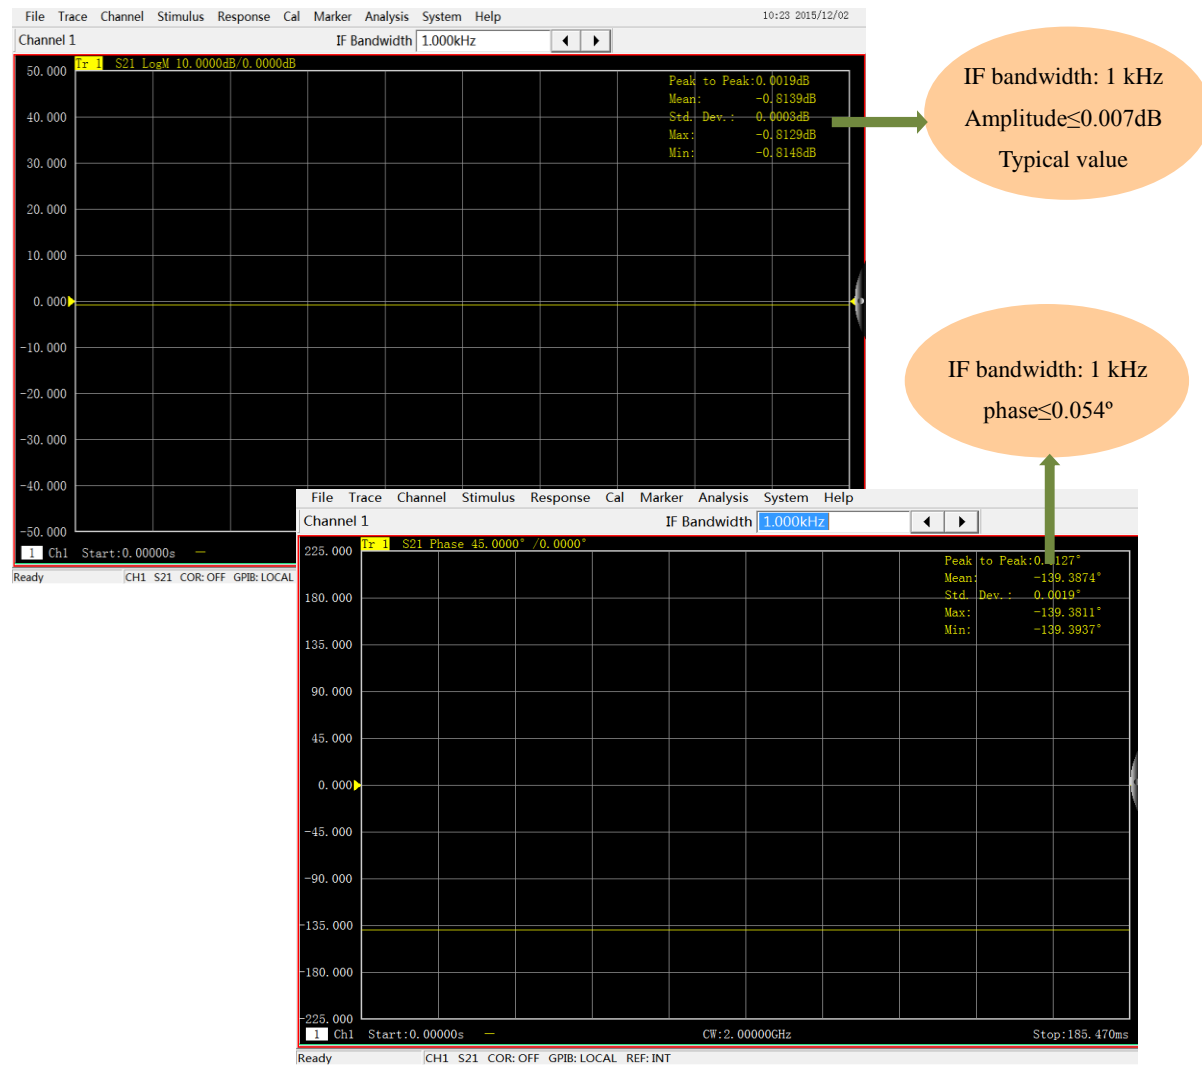 File Trace Channel Stimulus Response Cal Marker Analysis System Help 10:23 2015/12/02
Channel 1 IF Bandwidth 1.000kHz
Tr 1 S21 LogM 10.0000dB/0.0000dB
50.000
40.000
30.000
20.000
10.000
0.000
-10.000
-20.000
-30.000
-40.000
-50.000
Peak to Peak:0.0019dB
Mean: -0.8139dB
Std. Dev.: 0.0003dB
Max: -0.8129dB
Min: -0.8148dB
1 Ch1 Start:0.00000s —
Ready CH1 S21 COR: OFF GPIB: LOCAL
IF bandwidth: 1 kHz
Amplitude≤0.007dB
Typical value
IF bandwidth: 1 kHz
phase≤0.054º
File Trace Channel Stimulus Response Cal Marker Analysis System Help
Channel 1 IF Bandwidth 1.000kHz
Tr 1 S21 Phase 45.0000° /0.0000°
225.000
180.000
135.000
90.000
45.000
0.000
-45.000
-90.000
-135.000
-180.000
-225.000
Peak to Peak:0. 127°
Mean: -139.3874°
Std. Dev.: 0.0019°
Max: -139.3811°
Min: -139.3937°
1 Ch1 Start:0.00000s — CW:2.00000GHz Stop:185.470ms
Ready CH1 S21 COR: OFF GPIB: LOCAL REF: INT